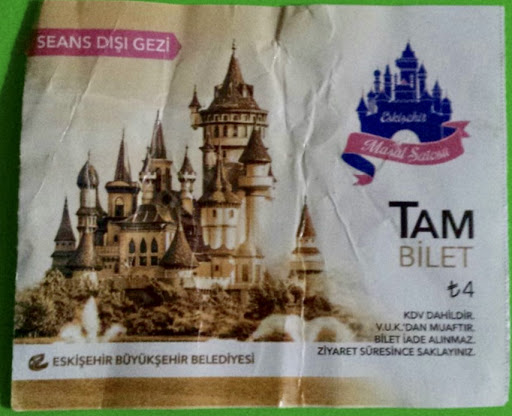 SEANS DIŞI GEZİ
Eskişehir
Masal Şatosu
TAM
BİLET
₺4
KDV DAHİLDİR.
V.U.K.'DAN MUAFTIR.
BİLET İADE ALINMAZ.
ZİYARET SÜRESİNCE SAKLAYINIZ.
ESKİŞEHİR BÜYÜKŞEHİR BELEDİYESİ